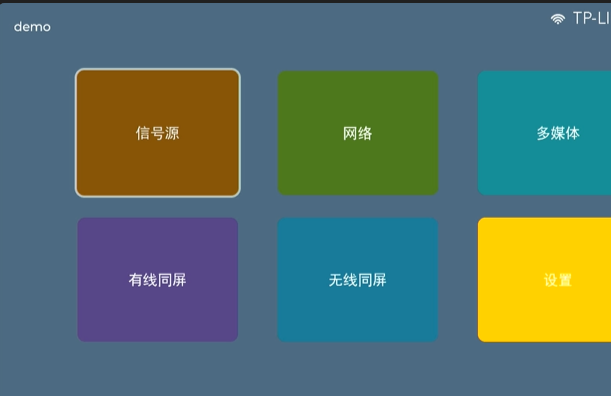 demo
TP-LI
信号源
网络
多媒体
有线同屏
无线同屏
设置